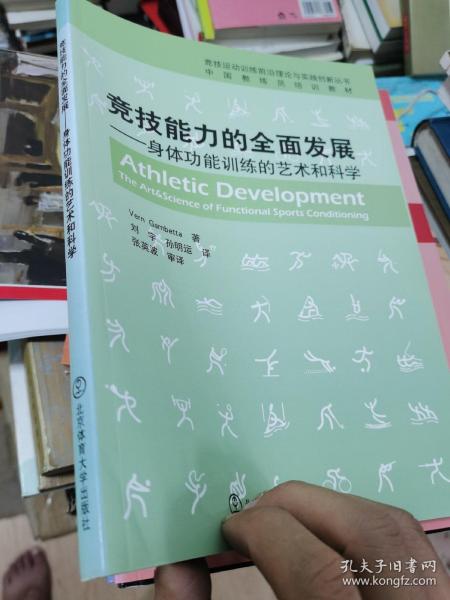 竞技运动训练前沿理论与实践创新丛书
中国教练员培训教材
竞技能力的全面发展
——身体功能训练的艺术和科学
Athletic Development
The Art&Science of Functional Sports Conditioning
Vern Gambetta 著
刘宇 孙明运 译
张英波 审译
竞技能力的全面发展——身体功能训练的艺术和科学
北京体育大学出版社
孔夫子旧书网
www.kongfz.com